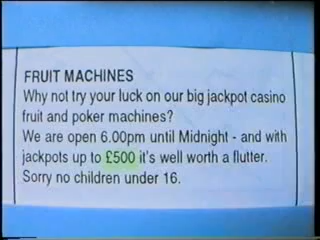 FRUIT MACHINES
Why not try your luck on our big jackpot casino
fruit and poker machines?
We are open 6.00pm until Midnight - and with
jackpots up to £500 it's well worth a flutter.
Sorry no children under 16.